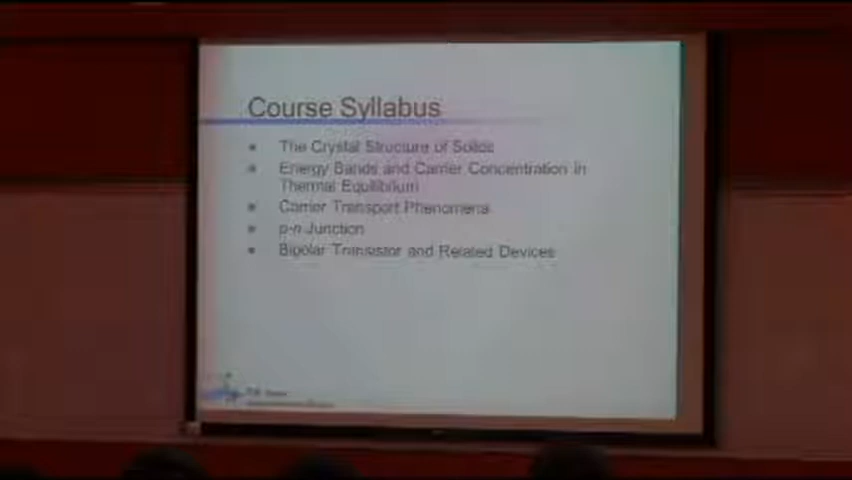 Course Syllabus
The Crystal Structure of Solids
Energy Bands and Carrier Concentration in
Thermal Equilibrium
Carrier Transport Phenomena
p-n Junction
Bipolar Transistor and Related Devices